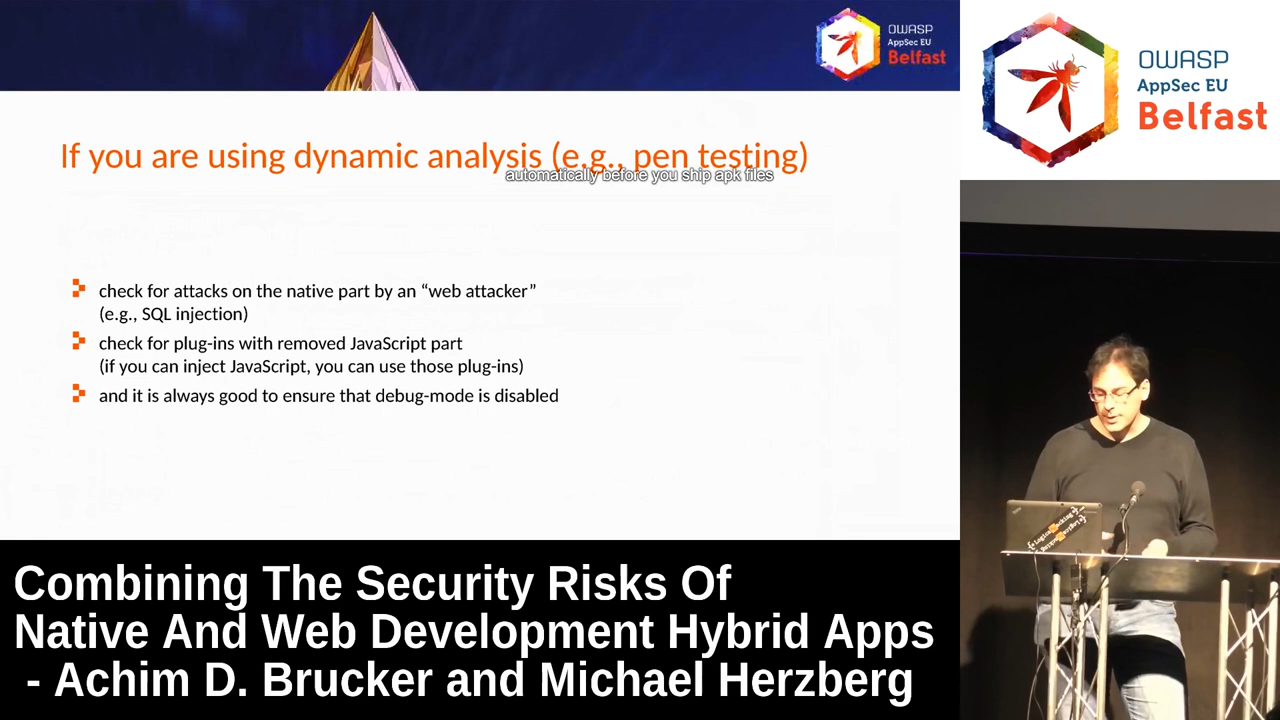 OWASP
AppSec EU
Belfast
OWASP
AppSec EU
Belfast
If you are using dynamic analysis (e.g., pen testing)
automatically before you ship apk files
check for attacks on the native part by an “web attacker”
(e.g., SQL injection)
check for plug-ins with removed JavaScript part
(if you can inject JavaScript, you can use those plug-ins)
and it is always good to ensure that debug-mode is disabled
Combining The Security Risks Of
Native And Web Development Hybrid Apps
- Achim D. Brucker and Michael Herzberg